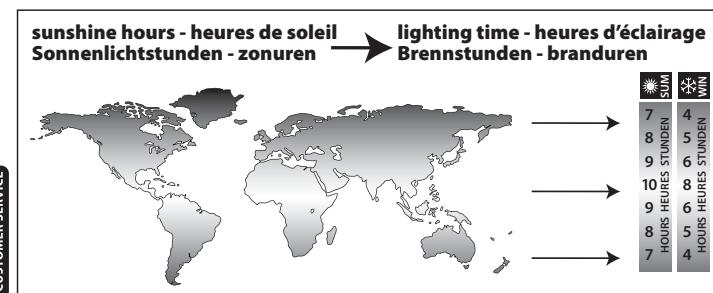 sunshine hours - heures de soleil
Sonnenlichtstunden - zonuren
lighting time - heures d'éclairage
Brennstunden - branduren
SUM
WIN
7 4
8 5
9 6
10 8
9 6
8 5
7 4
HOURS HEURES STUNDEN
HOURS HEURES STUNDEN
CUSTOMER SERVICE